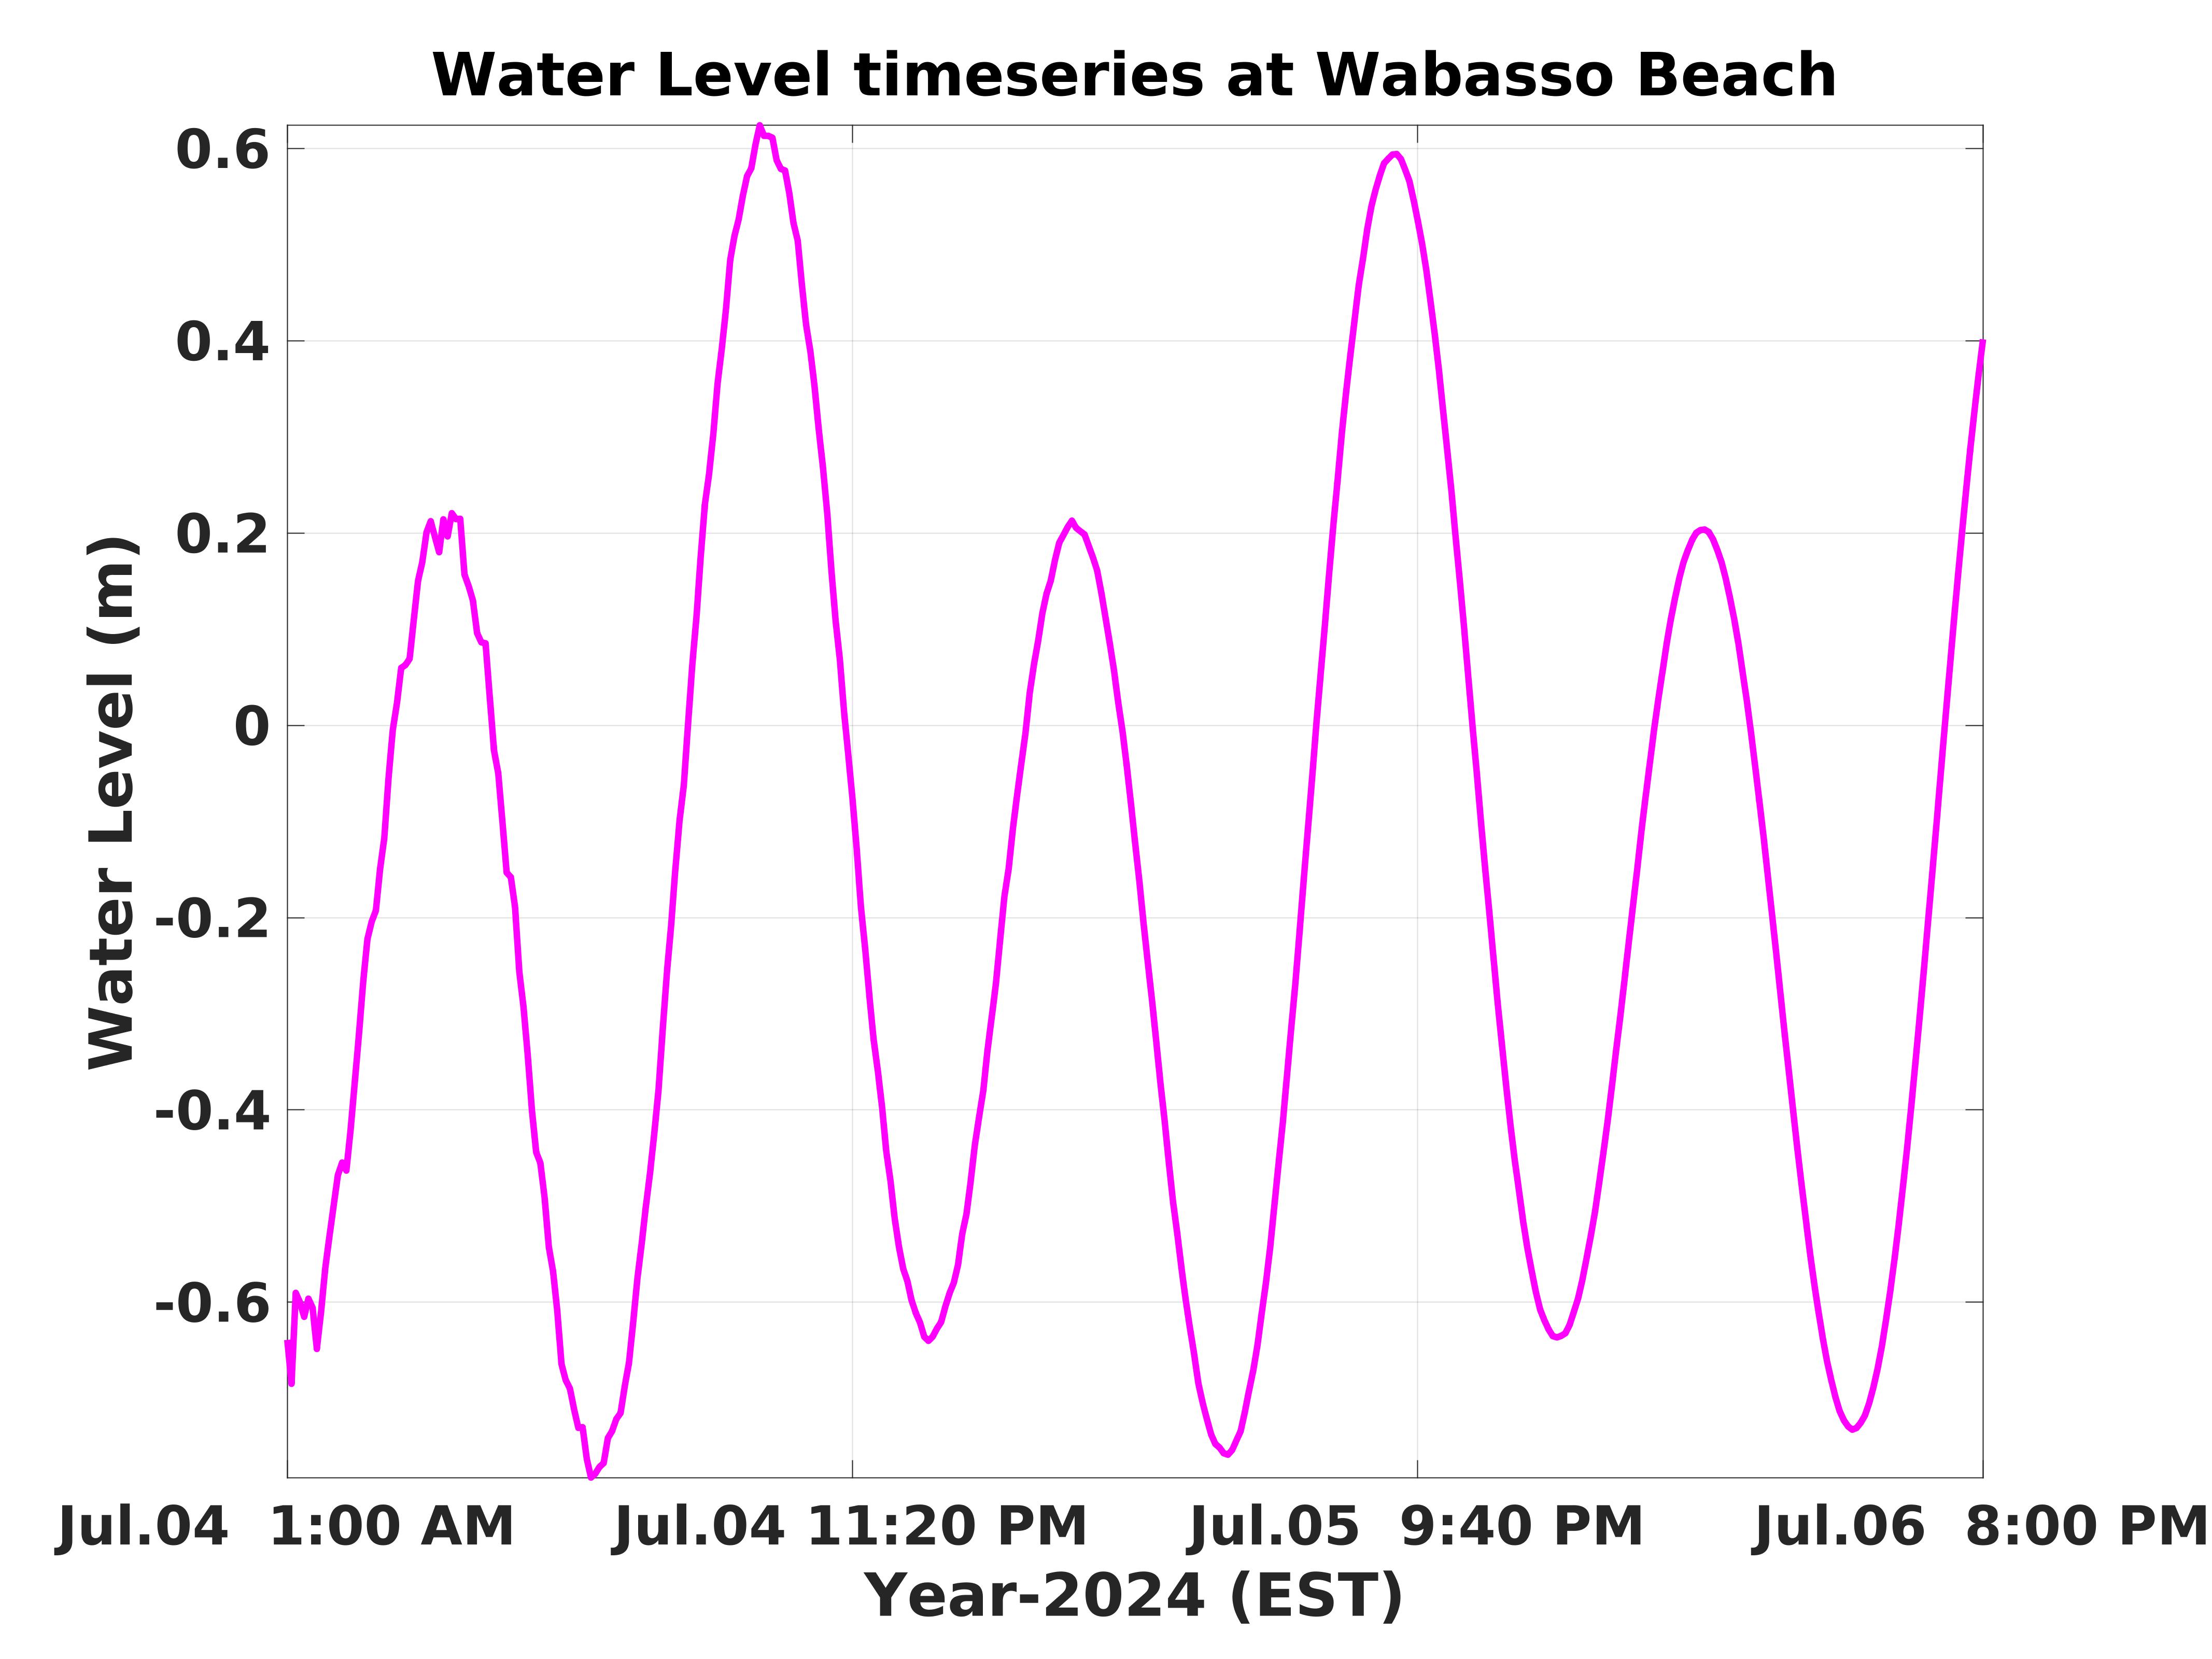 Water Level timeseries at Wabasso Beach
0.6
0.4
0.2
0
-0.2
-0.4
-0.6
Water Level (m)
Jul.04 1:00 AM Jul.04 11:20 PM Jul.05 9:40 PM Jul.06 8:00 PM
Year-2024 (EST)